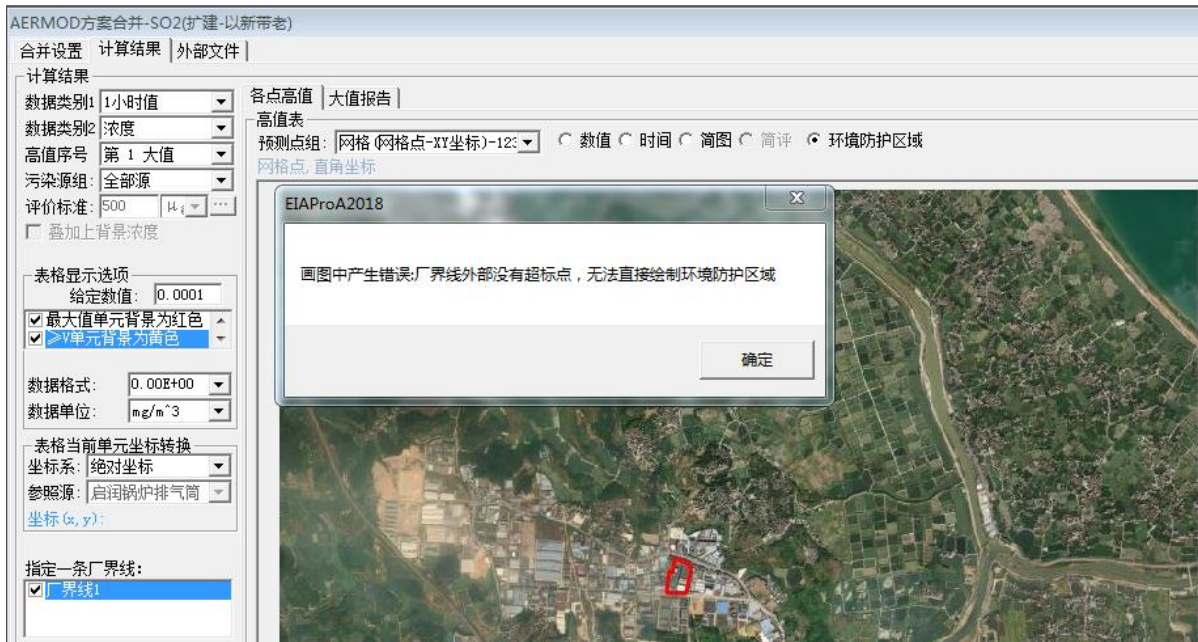 AERMOD方案合并-SO2(扩建-以新带老)
合并设置 计算结果 外部文件
计算结果
数据类别1 1小时值
数据类别2 浓度
高值序号 第 1 大值
污染源组: 全部源
评价标准: 500
叠加上背景浓度
表格显示选项
给定数值: 0.0001
最大值单元背景为红色
≥V单元背景为黄色
数据格式: 0.00E+00
数据单位: mg/m^3
表格当前单元坐标转换
坐标系: 绝对坐标
参照源: 启润锅炉排气筒
坐标(x,y):
指定一条厂界线:
厂界线1
各点高值 大值报告
高值表
预测点组: 网格(网格点-XY坐标)-123 数值 时间 简图 简评 环境防护区域
网格点, 直角坐标
EIAProA2018
画图中产生错误:厂界线外部没有超标点，无法直接绘制环境防护区域
确定